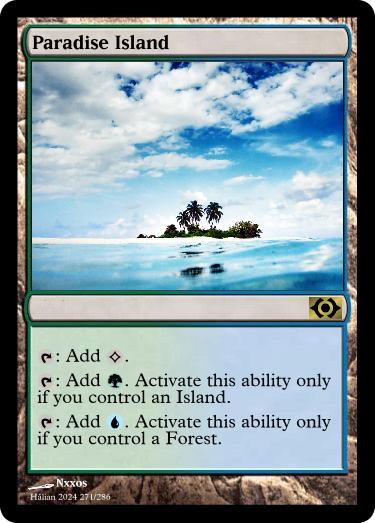 Paradise Island
: Add .
: Add . Activate this ability only
if you control an Island.
: Add . Activate this ability only
if you control a Forest.
Nxxos
Hálian 2024 271/286